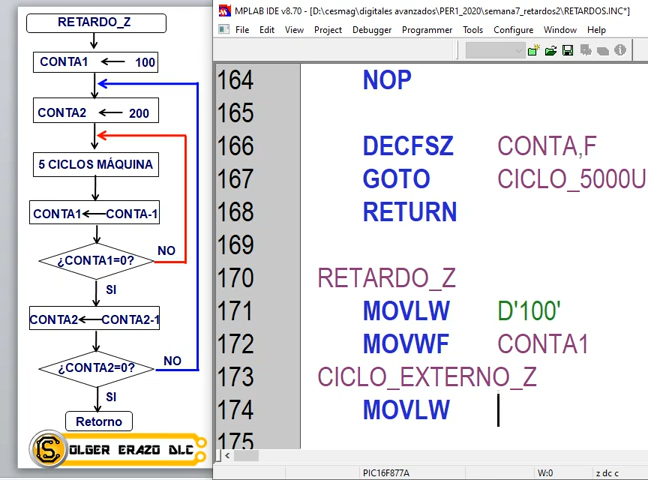 RETARDO_Z
CONTA1 100
CONTA2 200
5 CICLOS MÁQUINA
CONTA1 CONTA-1
¿CONTA1=0?
NO
SI
CONTA2 CONTA2-1
¿CONTA2=0?
NO
SI
Retorno
OLGER ERAZO DLC
MPLAB IDE v8.70 - [D:\cesmag\digitales avanzados\PER1_2020\semana7_retardos2\RETARDOS.INC*]
File Edit View Project Debugger Programmer Tools Configure Window Help
164 NOP
165
166 DECFSZ CONTA,F
167 GOTO CICLO_5000U
168 RETURN
169
170 RETARDO_Z
171 MOVLW D'100'
172 MOVWF CONTA1
173 CICLO_EXTERNO_Z
174 MOVLW
175
PIC16F877A W:0 z dc c